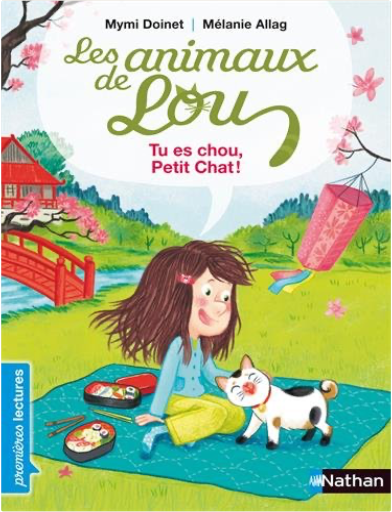 Mymi Doinet • Mélanie Allag
Les animaux
de Lou
Tu es chou,
Petit Chat !
premières lectures
Nathan